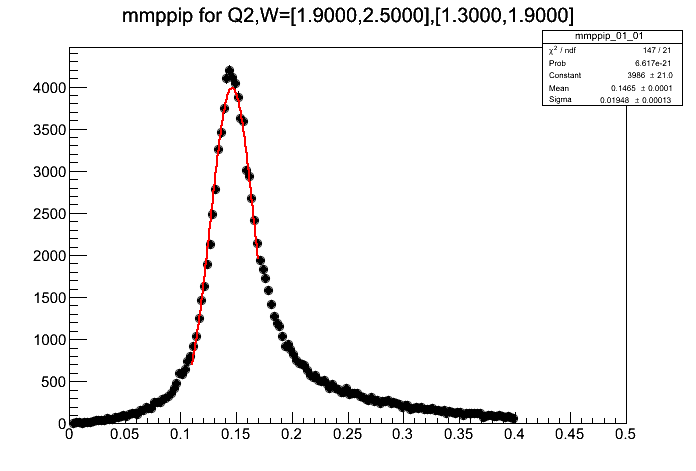 mmppip for Q2,W=[1.9000,2.5000],[1.3000,1.9000]
mmppip_01_01
χ² / ndf 147 / 21
Prob 6.617e-21
Constant 3986 ± 21.0
Mean 0.1465 ± 0.0001
Sigma 0.01948 ± 0.00013
4000
3500
3000
2500
2000
1500
1000
500
0
0 0.05 0.1 0.15 0.2 0.25 0.3 0.35 0.4 0.45 0.5